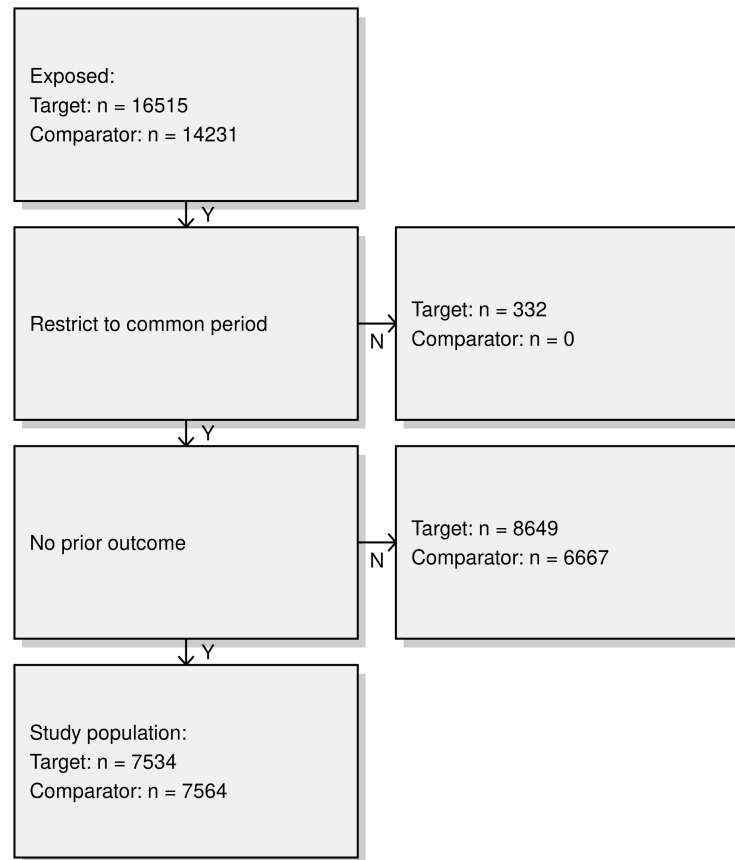 Exposed:
Target: n = 16515
Comparator: n = 14231
Y
Restrict to common period
N
Target: n = 332
Comparator: n = 0
Y
No prior outcome
N
Target: n = 8649
Comparator: n = 6667
Y
Study population:
Target: n = 7534
Comparator: n = 7564